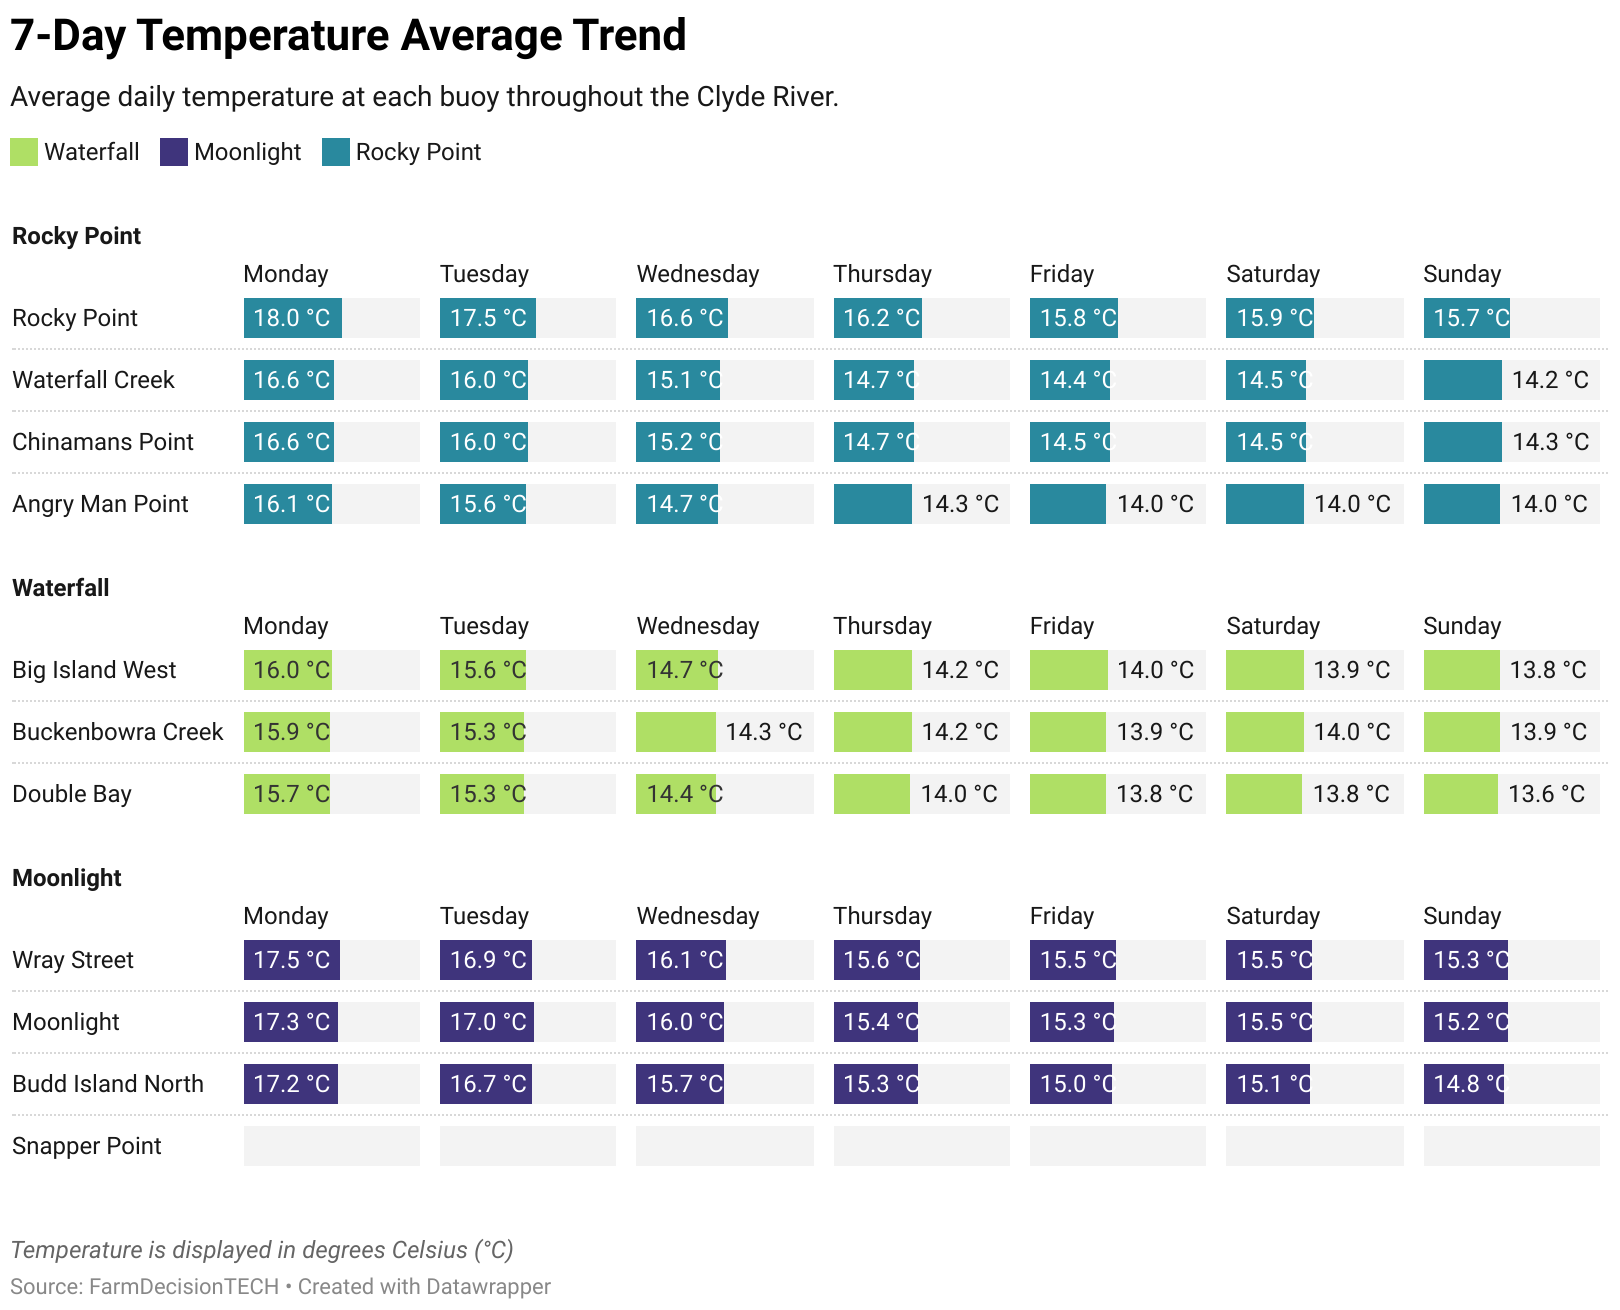 7-Day Temperature Average Trend
Average daily temperature at each buoy throughout the Clyde River.
Waterfall Moonlight Rocky Point
Rocky Point
Monday Tuesday Wednesday Thursday Friday Saturday Sunday
Rocky Point 18.0 °C 17.5 °C 16.6 °C 16.2 °C 15.8 °C 15.9 °C 15.7 °C
Waterfall Creek 16.6 °C 16.0 °C 15.1 °C 14.7 °C 14.4 °C 14.5 °C 14.2 °C
Chinamans Point 16.6 °C 16.0 °C 15.2 °C 14.7 °C 14.5 °C 14.5 °C 14.3 °C
Angry Man Point 16.1 °C 15.6 °C 14.7 °C 14.3 °C 14.0 °C 14.0 °C 14.0 °C
Waterfall
Monday Tuesday Wednesday Thursday Friday Saturday Sunday
Big Island West 16.0 °C 15.6 °C 14.7 °C 14.2 °C 14.0 °C 13.9 °C 13.8 °C
Buckenbowra Creek 15.9 °C 15.3 °C 14.3 °C 14.2 °C 13.9 °C 14.0 °C 13.9 °C
Double Bay 15.7 °C 15.3 °C 14.4 °C 14.0 °C 13.8 °C 13.8 °C 13.6 °C
Moonlight
Monday Tuesday Wednesday Thursday Friday Saturday Sunday
Wray Street 17.5 °C 16.9 °C 16.1 °C 15.6 °C 15.5 °C 15.5 °C 15.3 °C
Moonlight 17.3 °C 17.0 °C 16.0 °C 15.4 °C 15.3 °C 15.5 °C 15.2 °C
Budd Island North 17.2 °C 16.7 °C 15.7 °C 15.3 °C 15.0 °C 15.1 °C 14.8 °C
Snapper Point
Temperature is displayed in degrees Celsius (°C)
Source: FarmDecisionTECH • Created with Datawrapper